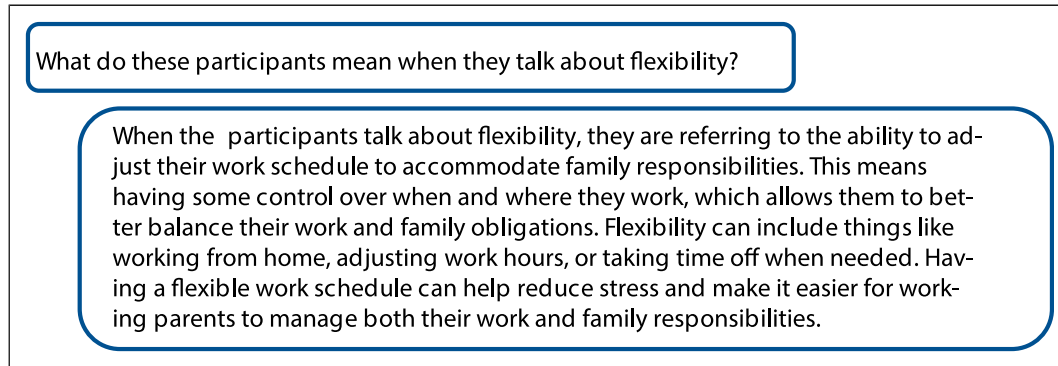 What do these participants mean when they talk about flexibility?
When the participants talk about flexibility, they are referring to the ability to ad-
just their work schedule to accommodate family responsibilities. This means
having some control over when and where they work, which allows them to bet-
ter balance their work and family obligations. Flexibility can include things like
working from home, adjusting work hours, or taking time off when needed. Hav-
ing a flexible work schedule can help reduce stress and make it easier for work-
ing parents to manage both their work and family responsibilities.